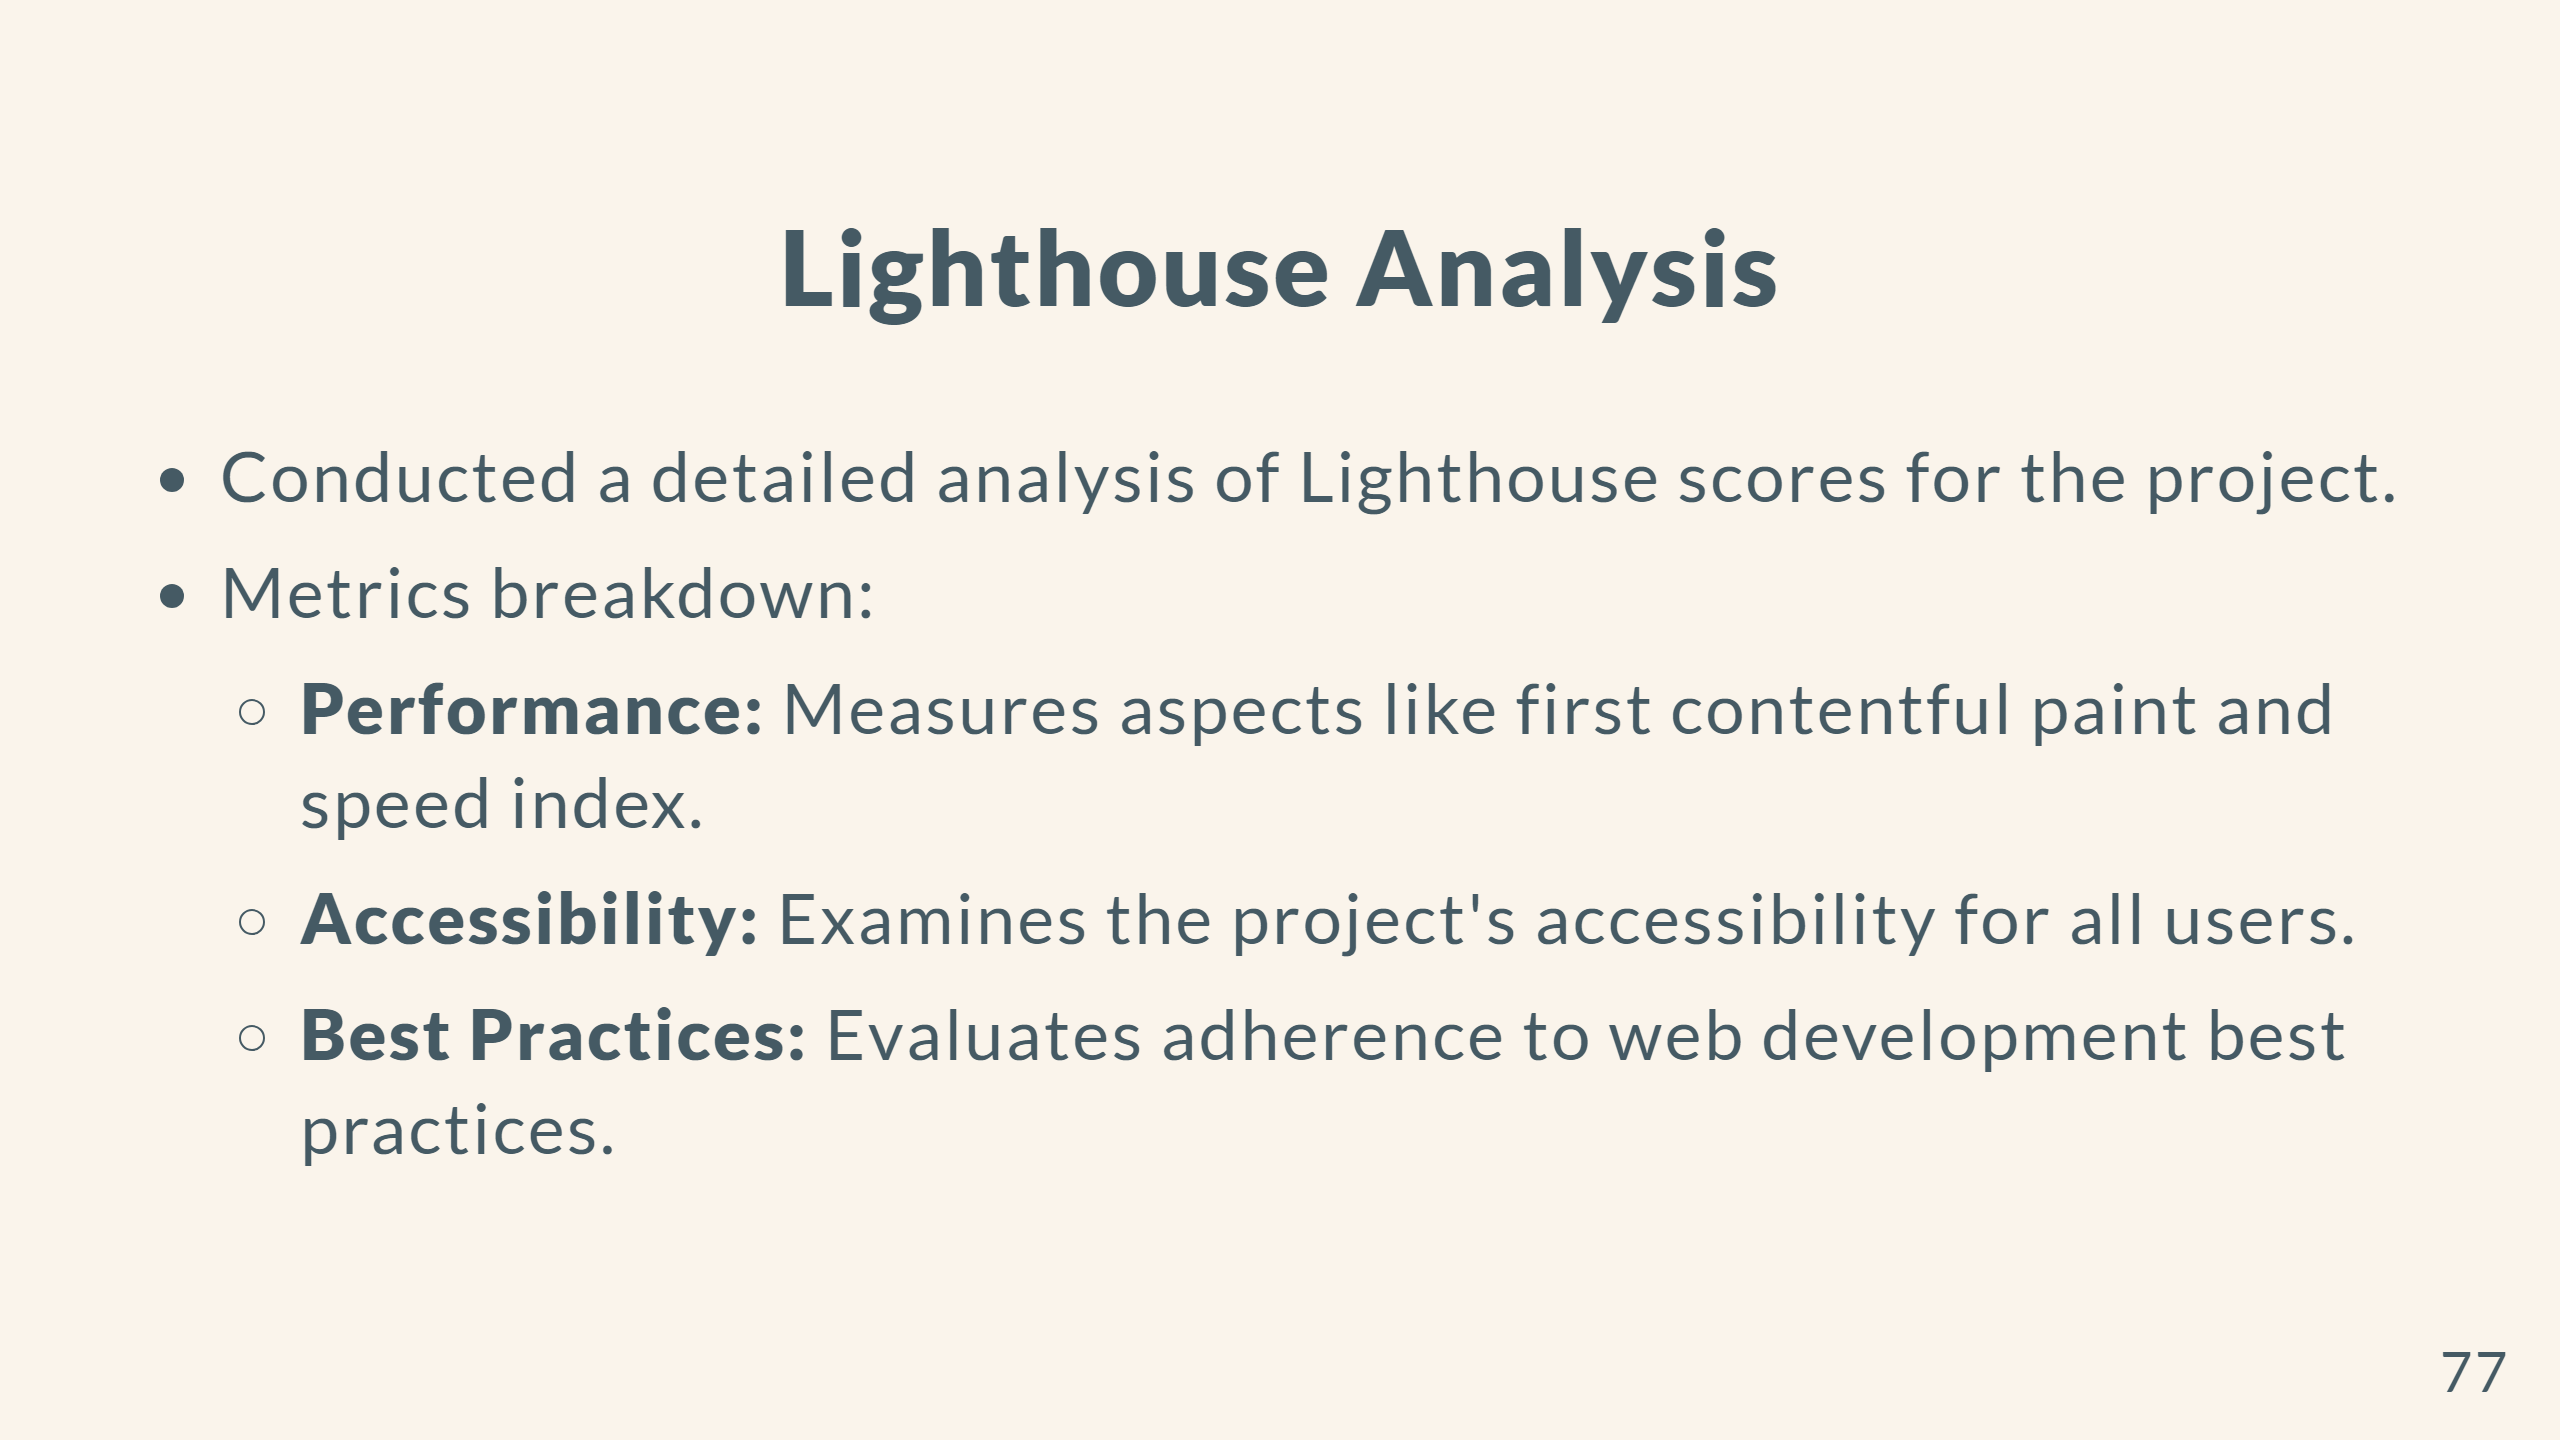 Lighthouse Analysis
• Conducted a detailed analysis of Lighthouse scores for the project.
• Metrics breakdown:
○ Performance: Measures aspects like first contentful paint and
speed index.
○ Accessibility: Examines the project's accessibility for all users.
○ Best Practices: Evaluates adherence to web development best
practices.
77